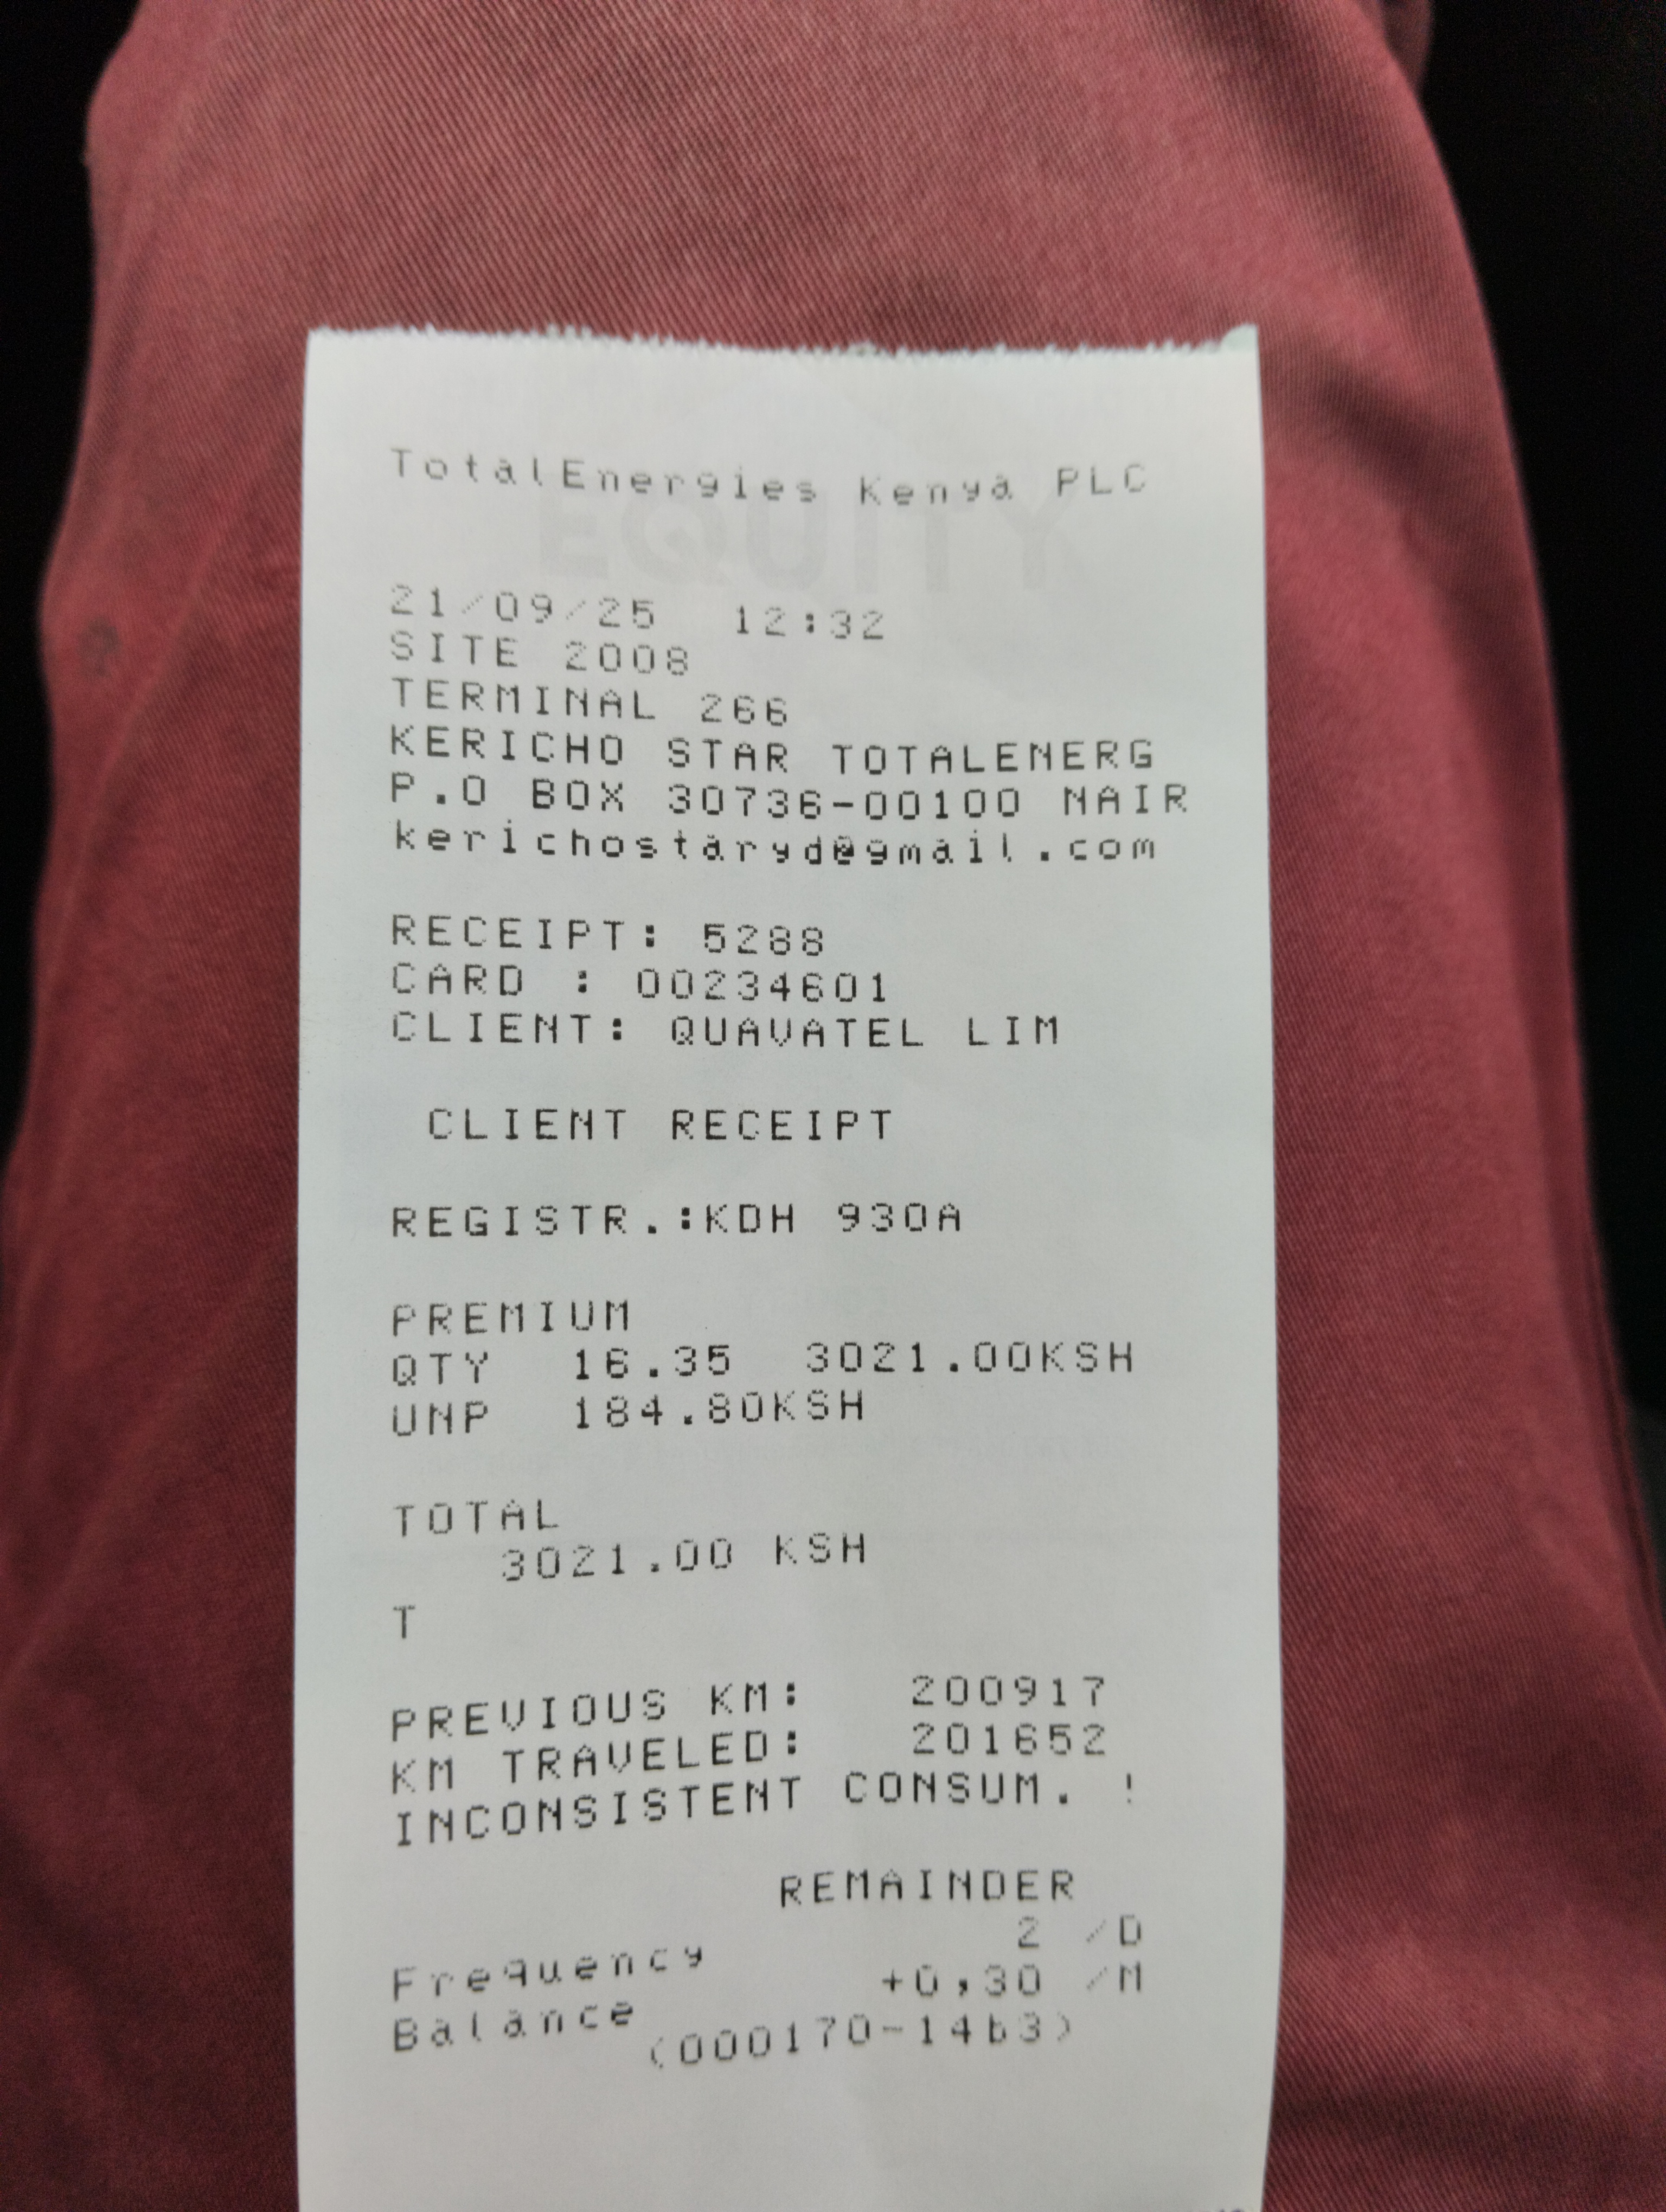 TotalEnergies Kenya PLC
EQUITY
21/09/25 12:32
SITE 2008
TERMINAL 266
KERICHO STAR TOTALENERG
P.O BOX 30736-00100 NAIR
kerichostaryd@gmail.com
RECEIPT: 5288
CARD : 00234601
CLIENT: QUAVATEL LIM
CLIENT RECEIPT
REGISTR.:KDH 930A
PREMIUM
QTY 16.35 3021.00KSH
UNP 184.80KSH
TOTAL
3021.00 KSH
T
PREVIOUS KM: 200917
KM TRAVELED: 201652
INCONSISTENT CONSUM. !
REMAINDER
Frequency 2 /D
Balance +0,30 /M
(000170-14b3)